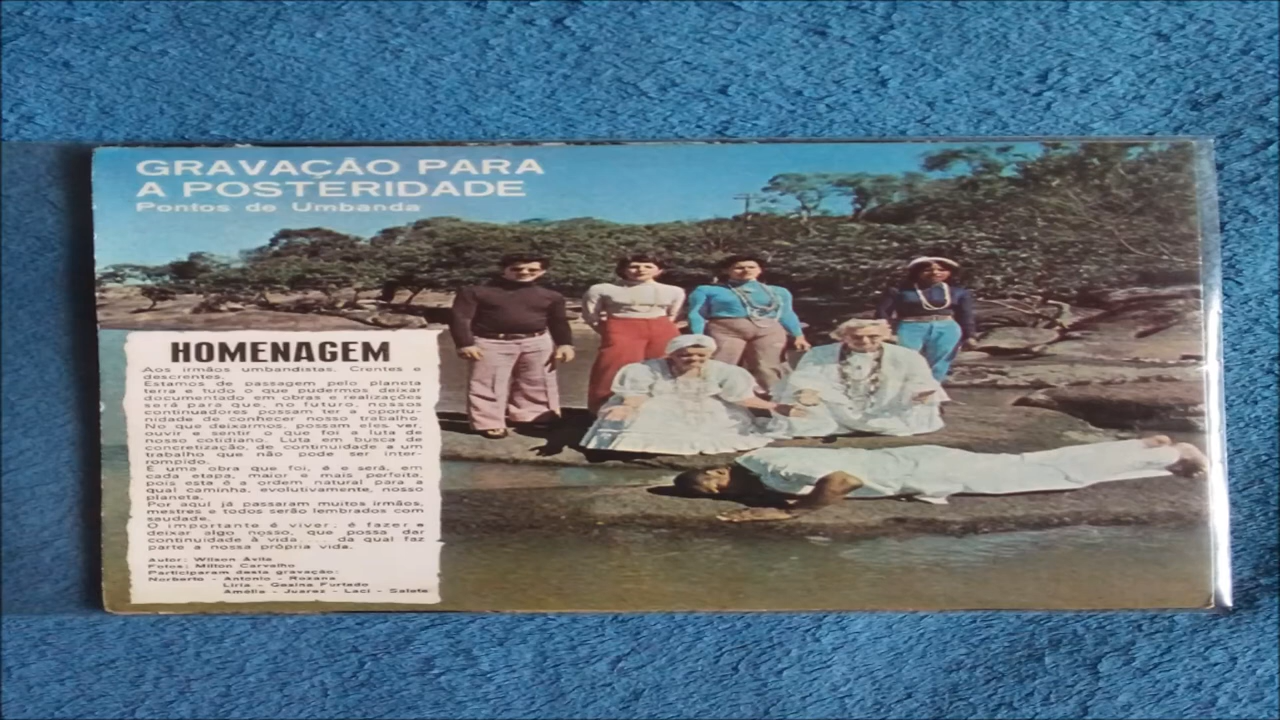 GRAVAÇÃO PARA
A POSTERIDADE
Pontos de Umbanda
HOMENAGEM
Aos irmãos umbandistas. Crentes e
descrentes.
Estamos de passagem pelo planeta
terra e tudo o que pudermos deixar
documentado em obras e realizações
será para que, no futuro, nossos
continuadores possam ter a oportu-
nidade de conhecer nosso trabalho.
No que deixarmos, possam eles ver,
ouvir e sentir o que foi a luta de
nosso cotidiano. Luta em busca de
concretização, de continuidade a um
trabalho que não pode ser inter-
rompido.
É uma obra que foi, é e será, em
cada etapa, maior e mais perfeita,
pois esta é a ordem natural para a
qual caminha, evolutivamente, nosso
planeta.
Por aqui já passaram muitos irmãos,
mestres e todos serão lembrados com
saudade.
O importante é viver; é fazer e
deixar algo nosso, que possa dar
continuidade à vida... da qual faz
parte a nossa própria vida.
autor: Wilson Ávila
Fotos: Milton Carvalho
Participaram desta gravação:
Norberto - Antonio - Rozana
Liria - Gesina Furtado
Amélia - Juarez - Laci - Salete